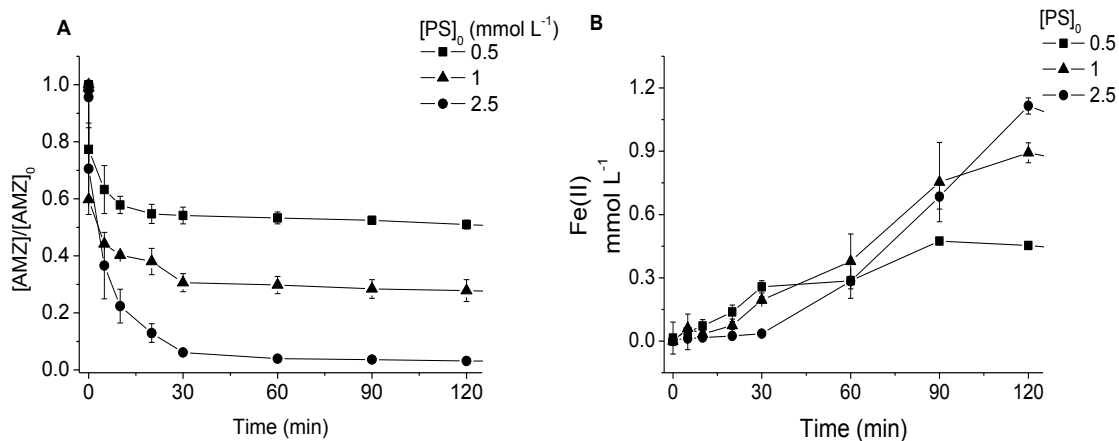 A
[PS]0 (mmol L-1)
0.5
1
2.5
1.0
0.8
0.6
0.4
0.2
0.0
[AMZ]/[AMZ]0
0 30 60 90 120
Time (min)
B
[PS]0
0.5
1
2.5
1.2
0.9
0.6
0.3
0.0
Fe(II)
mmol L-1
0 30 60 90 120
Time (min)